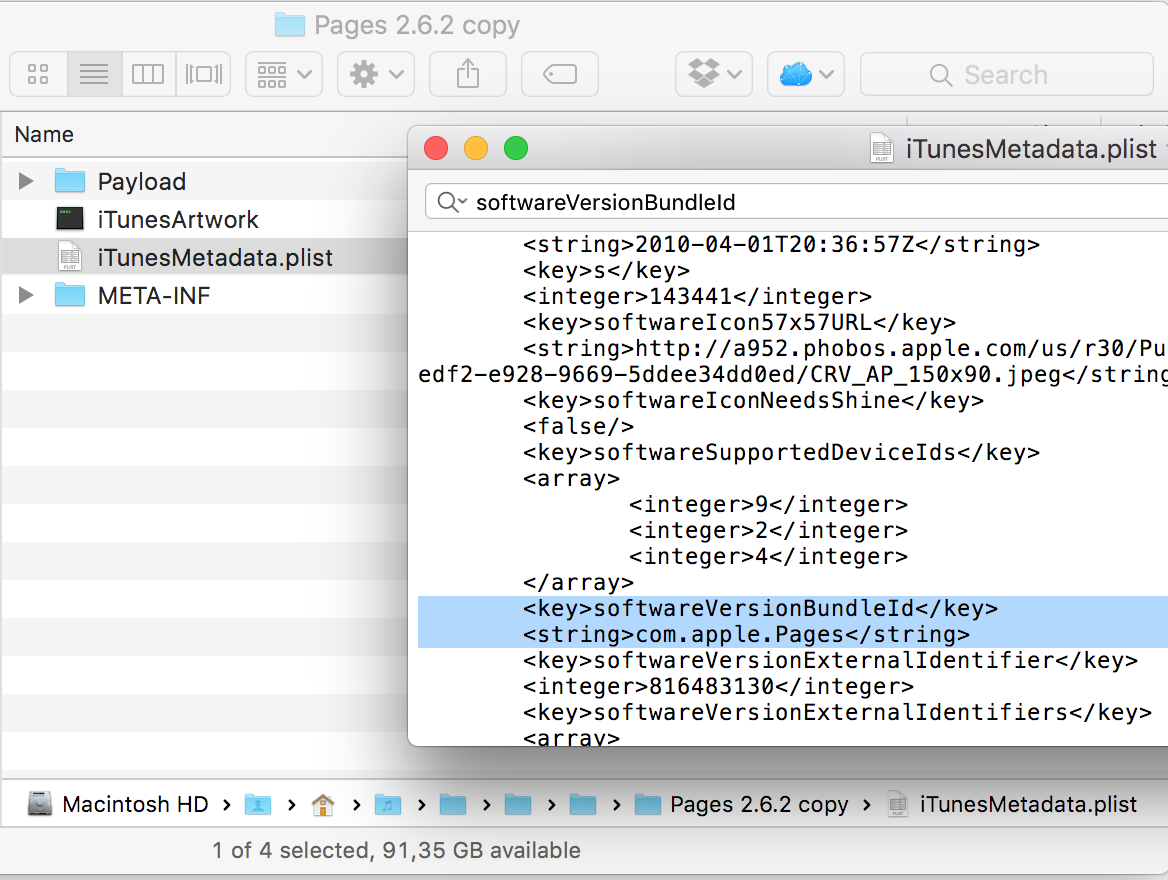 Pages 2.6.2 copy
Search
Name
Payload
iTunesArtwork
iTunesMetadata.plist
META-INF
iTunesMetadata.plist
softwareVersionBundleId
<string>2010-04-01T20:36:57Z</string>
<key>s</key>
<integer>143441</integer>
<key>softwareIcon57x57URL</key>
<string>http://a952.phobos.apple.com/us/r30/Pu
edf2-e928-9669-5ddee34dd0ed/CRV_AP_150x90.jpeg</string
<key>softwareIconNeedsShine</key>
<false/>
<key>softwareSupportedDeviceIds</key>
<array>
<integer>9</integer>
<integer>2</integer>
<integer>4</integer>
</array>
<key>softwareVersionBundleId</key>
<string>com.apple.Pages</string>
<key>softwareVersionExternalIdentifier</key>
<integer>816483130</integer>
<key>softwareVersionExternalIdentifiers</key>
<array>
Macintosh HD › › › › › › › Pages 2.6.2 copy › iTunesMetadata.plist
1 of 4 selected, 91,35 GB available